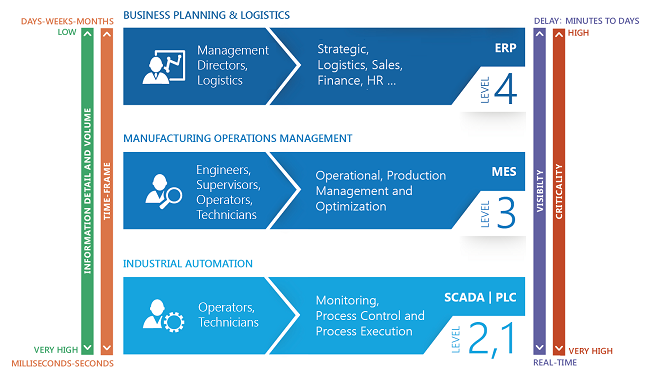 BUSINESS PLANNING & LOGISTICS
DAYS-WEEKS-MONTHS
DELAY: MINUTES TO DAYS
LOW
HIGH
Management
Directors,
Logistics
Strategic,
Logistics, Sales,
Finance, HR ...
ERP
LEVEL 4
MANUFACTURING OPERATIONS MANAGEMENT
Engineers,
Supervisors,
Operators,
Technicians
Operational, Production
Management and
Optimization
MES
LEVEL 3
INFORMATION DETAIL AND VOLUME
TIME-FRAME
VISIBILTY
CRITICALITY
INDUSTRIAL AUTOMATION
Operators,
Technicians
Monitoring,
Process Control and
Process Execution
SCADA | PLC
LEVEL 2,1
VERY HIGH
VERY HIGH
MILLISECONDS-SECONDS
REAL-TIME